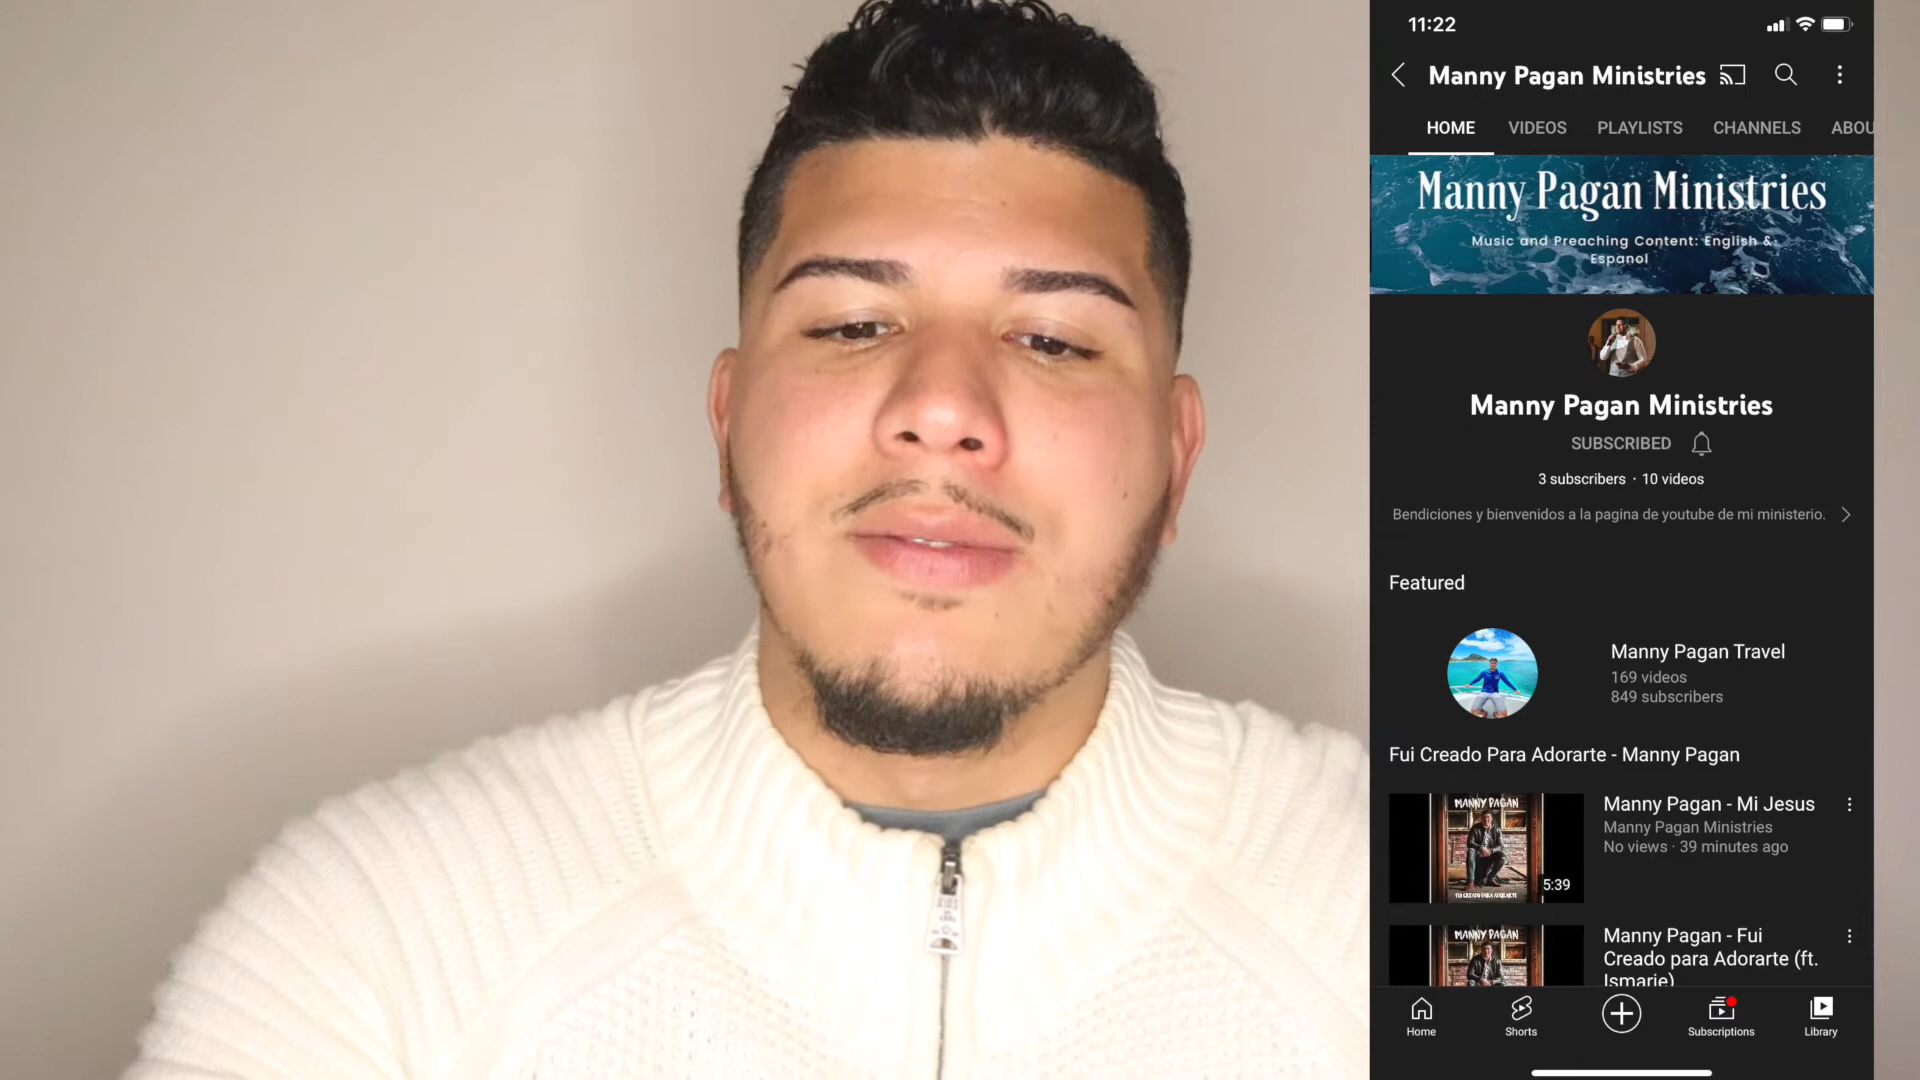 11:22
Manny Pagan Ministries
HOME VIDEOS PLAYLISTS CHANNELS ABOU
Manny Pagan Ministries
Music and Preaching Content: English &
Espanol
Manny Pagan Ministries
SUBSCRIBED
3 subscribers · 10 videos
Bendiciones y bienvenidos a la pagina de youtube de mi ministerio.
Featured
Manny Pagan Travel
169 videos
849 subscribers
Fui Creado Para Adorarte - Manny Pagan
MANNY PAGAN
FUI CREADO PARA ADORARTE
5:39
Manny Pagan - Mi Jesus
Manny Pagan Ministries
No views · 39 minutes ago
MANNY PAGAN
Manny Pagan - Fui
Creado para Adorarte (ft.
Ismarie)
Home Shorts Subscriptions Library